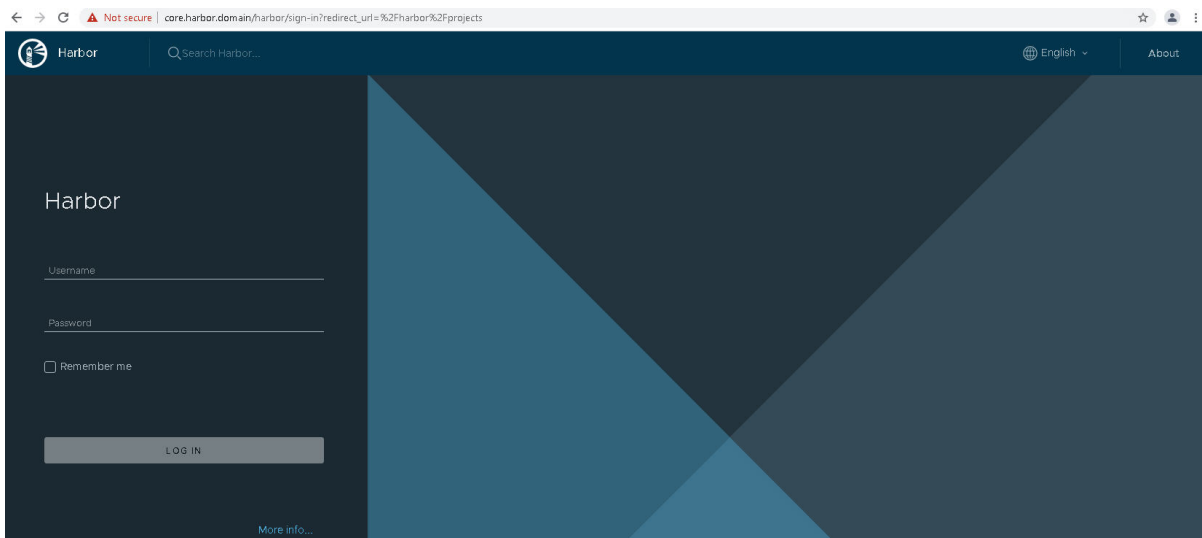 Not secure | core.harbor.domain/harbor/sign-in?redirect_url=%2Fharbor%2Fprojects
Harbor Search Harbor... English About
Harbor
Username
Password
Remember me
LOG IN
More info...